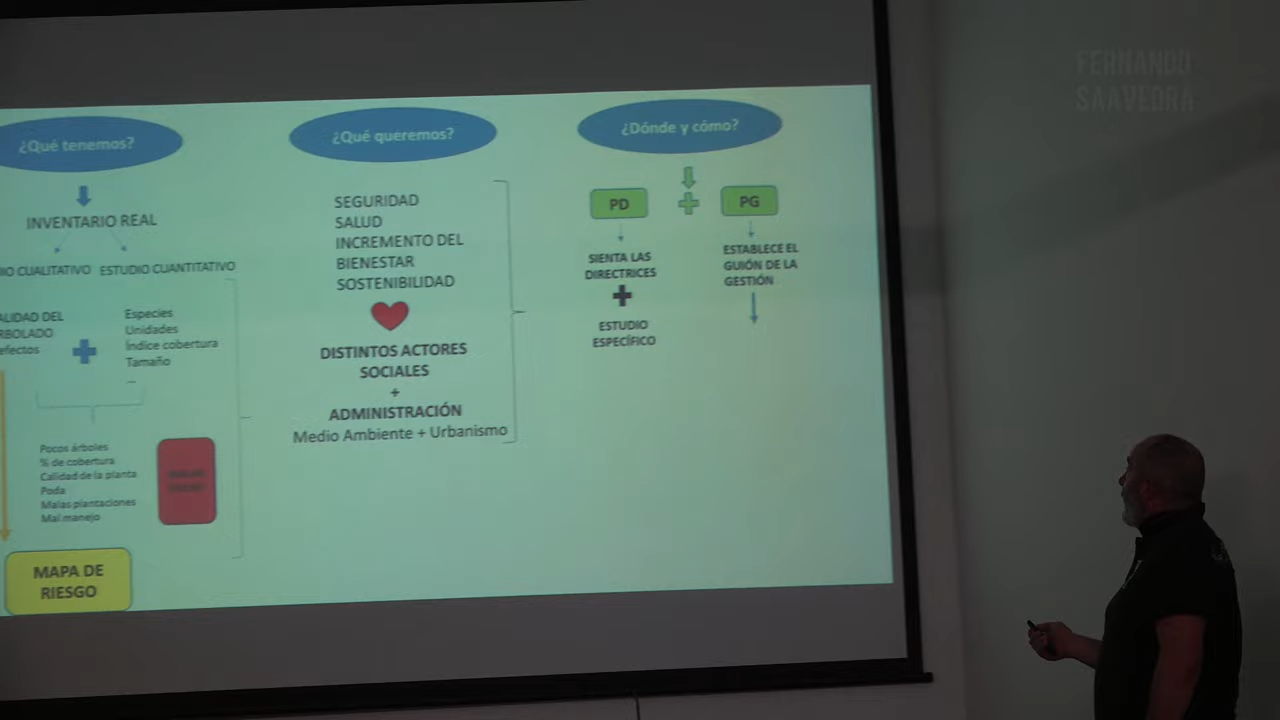 FERNANDO
SAAVEDRA
¿Qué tenemos?
INVENTARIO REAL
IO CUALITATIVO
ESTUDIO CUANTITATIVO
ALIDAD DEL
RBOLADO
efectos
Especies
Unidades
Índice cobertura
Tamaño
Pocos árboles
% de cobertura
Calidad de la planta
Poda
Malas plantaciones
Mal manejo
MAPA DE
RIESGO
¿Qué queremos?
SEGURIDAD
SALUD
INCREMENTO DEL
BIENESTAR
SOSTENIBILIDAD
DISTINTOS ACTORES
SOCIALES
+
ADMINISTRACIÓN
Medio Ambiente + Urbanismo
¿Dónde y cómo?
PD
SIENTA LAS
DIRECTRICES
ESTUDIO
ESPECÍFICO
PG
ESTABLECE EL
GUIÓN DE LA
GESTIÓN